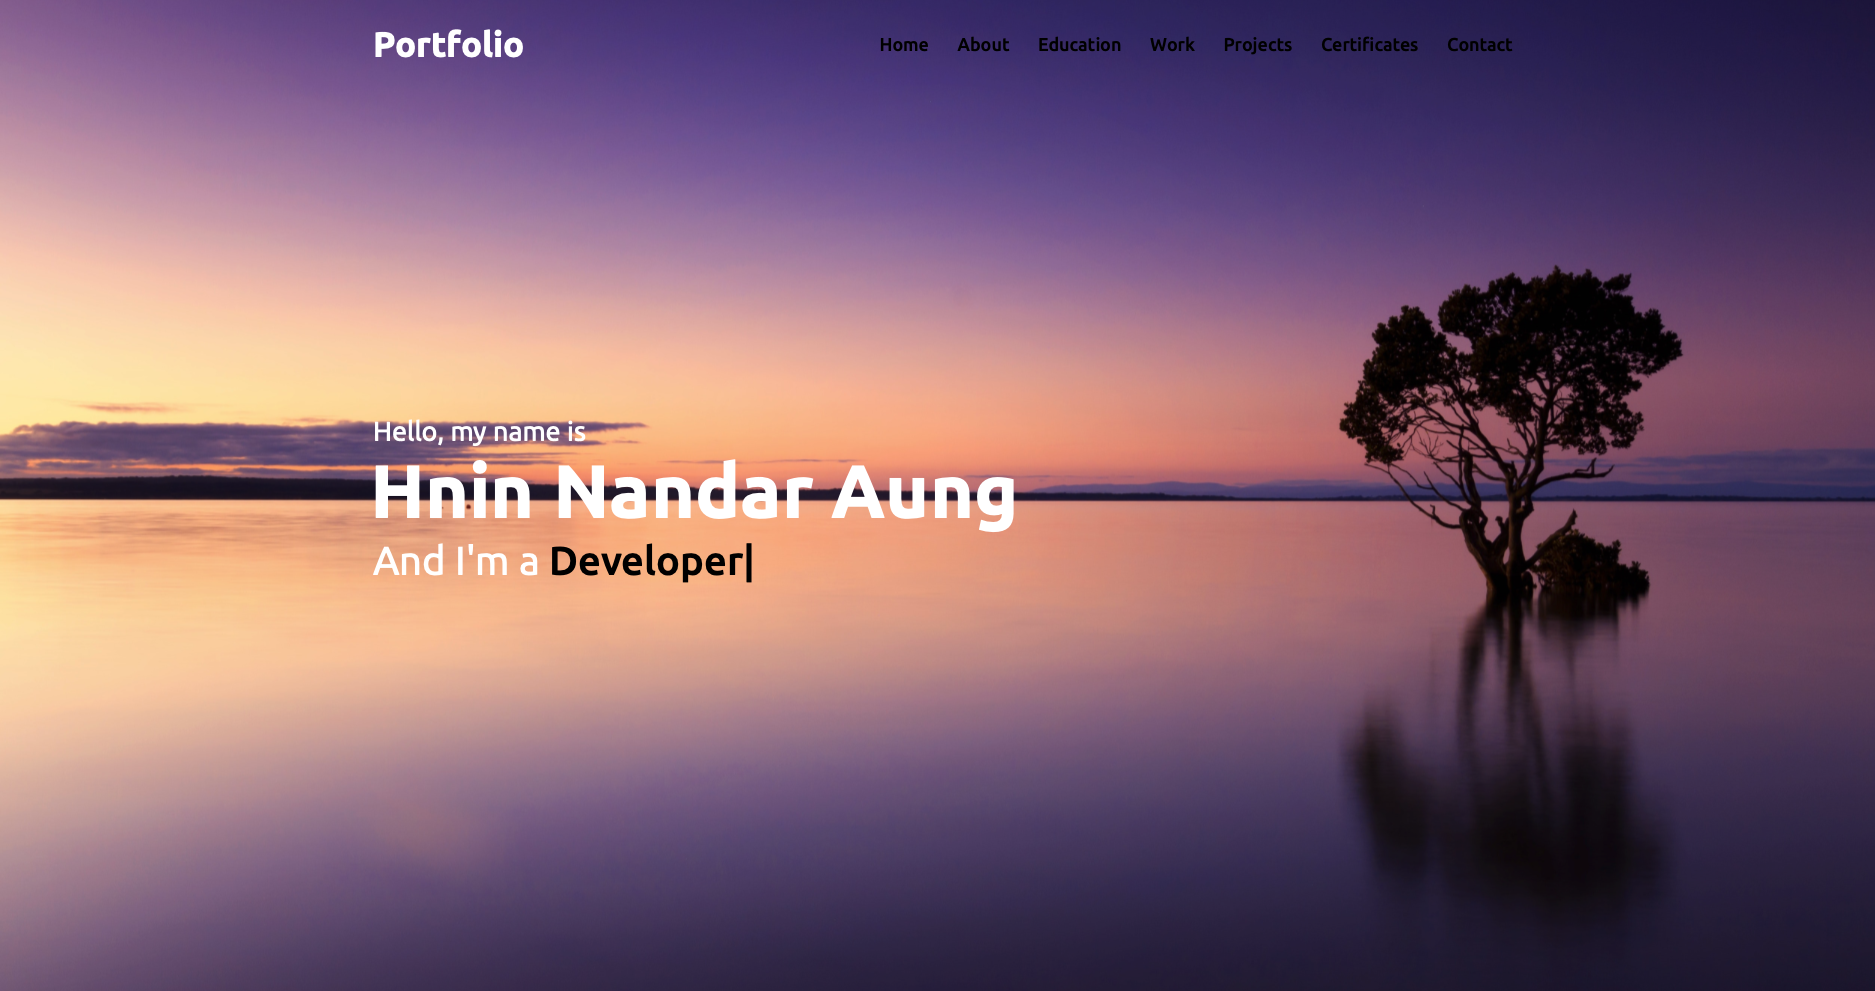 Portfolio
Home About Education Work Projects Certificates Contact
Hello, my name is
Hnin Nandar Aung
And I'm a Developer|